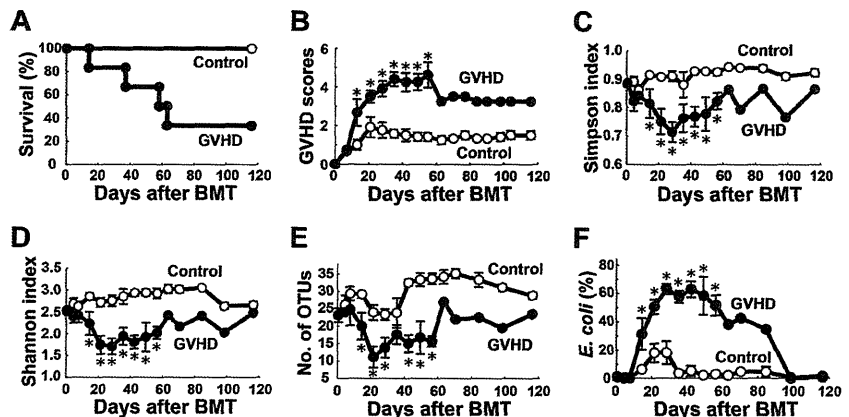 A
Survival (%)
100
80
60
40
20
0
Control
GVHD
0 20 40 60 80 100 120
Days after BMT
B
GVHD scores
6
4
2
0
* * * * * * *
GVHD
Control
0 20 40 60 80 100 120
Days after BMT
C
Simpson index
1.0
0.9
0.8
0.7
0.6
Control
GVHD
* * * * * * *
0 20 40 60 80 100 120
Days after BMT
D
Shannon index
3.5
3.0
2.5
2.0
1.5
1.0
Control
GVHD
* * * * * * *
0 20 40 60 80 100 120
Days after BMT
E
No. of OTUs
35
30
25
20
15
10
5
Control
GVHD
* * * * * *
0 20 40 60 80 100 120
Days after BMT
F
E. coli (%)
80
60
40
20
0
* * * * * * *
GVHD
Control
0 20 40 60 80 100 120
Days after BMT